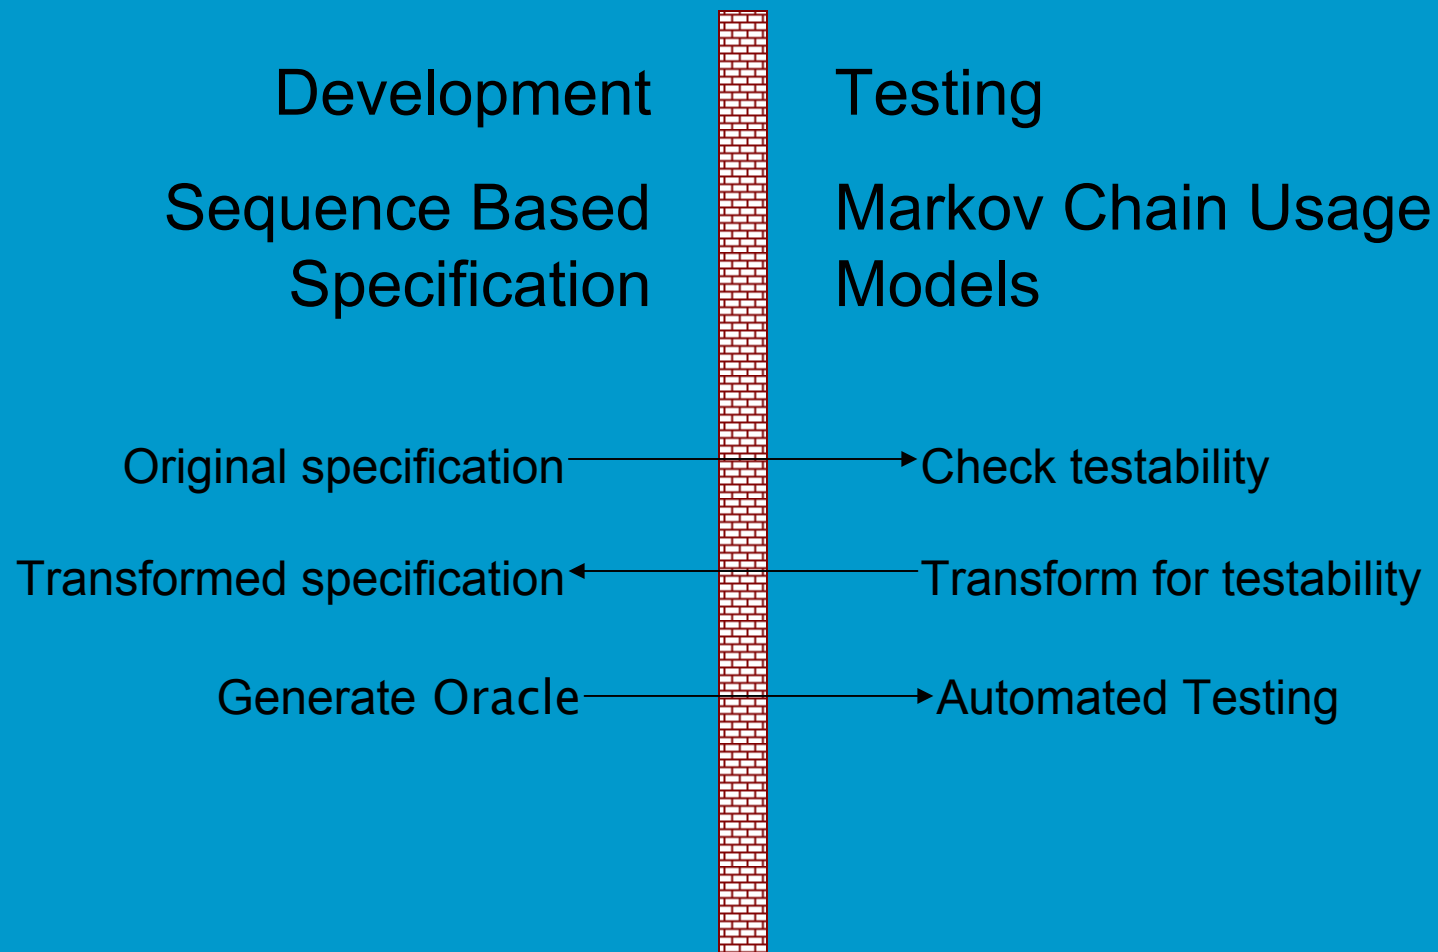 Development
Sequence Based
Specification
Testing
Markov Chain Usage
Models
Original specification
Check testability
Transformed specification
Transform for testability
Generate Oracle
Automated Testing